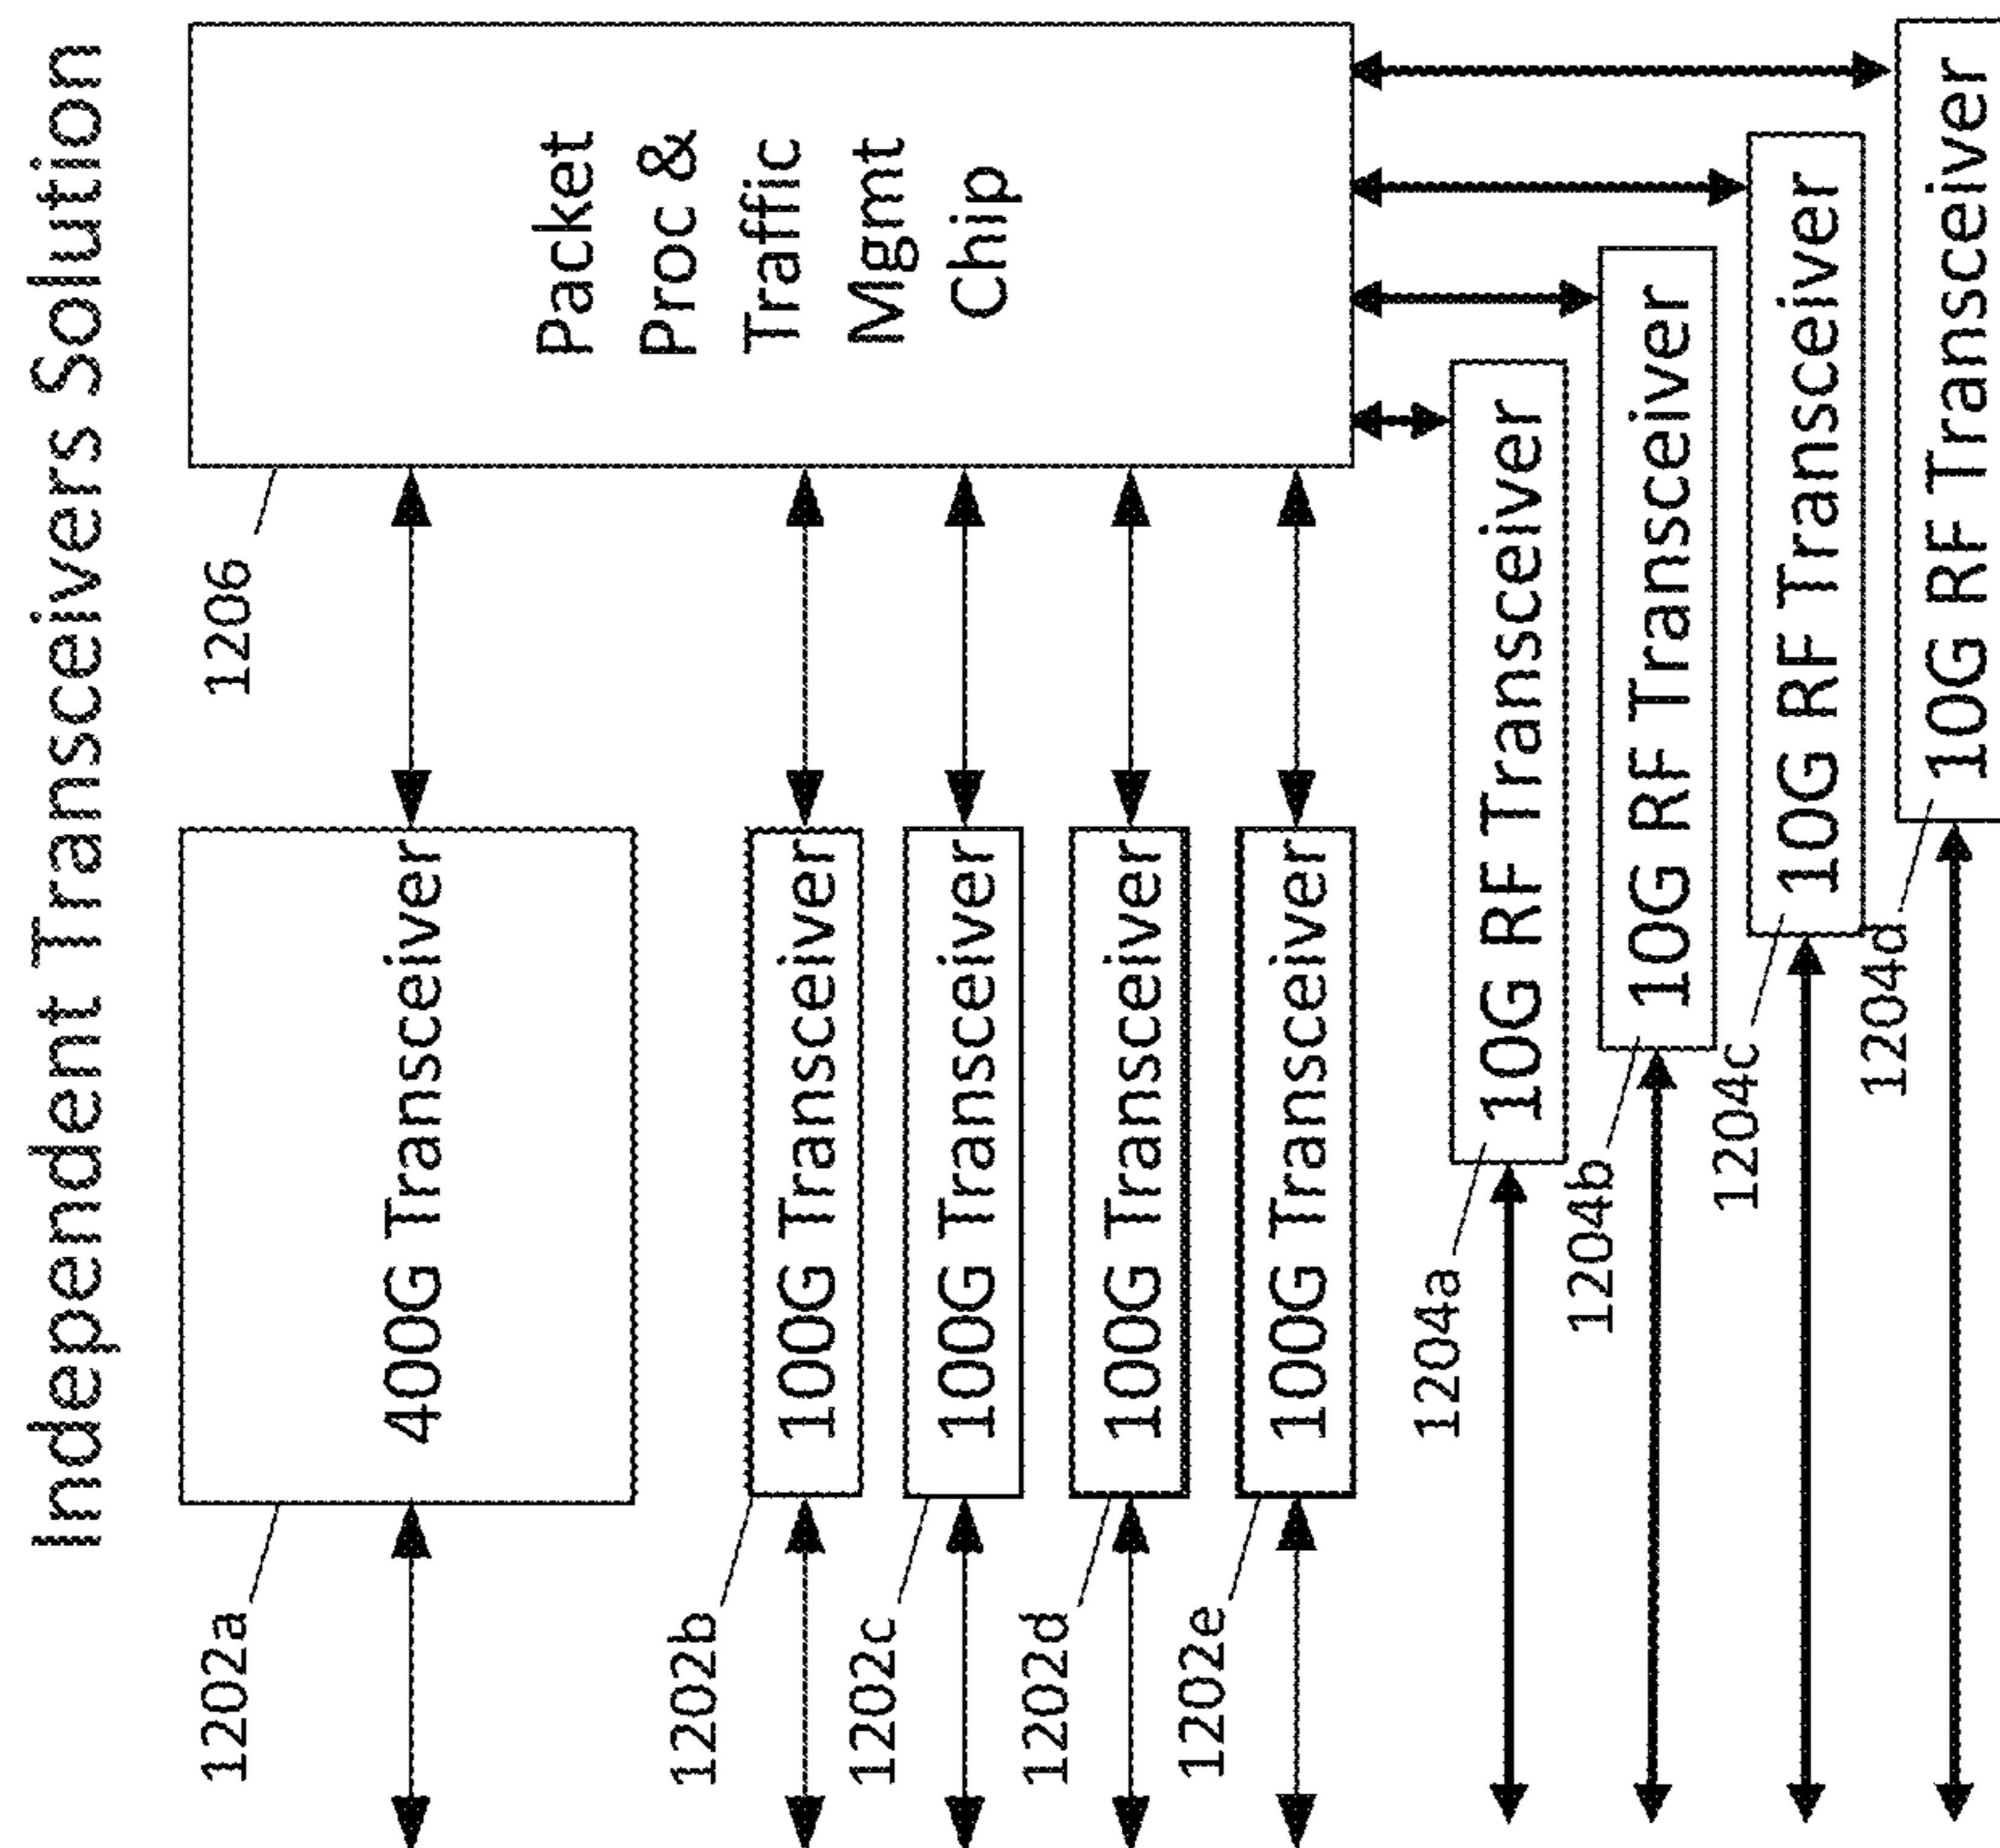 Independent Transceivers Solution
1202a
400G Transceiver
1206
Packet
Proc &
Traffic
Mgmt
Chip
1202b
100G Transceiver
1202c
100G Transceiver
1202d
100G Transceiver
1202e
100G Transceiver
1204a
10G RF Transceiver
1204b
10G RF Transceiver
1204c
10G RF Transceiver
1204d
10G RF Transceiver